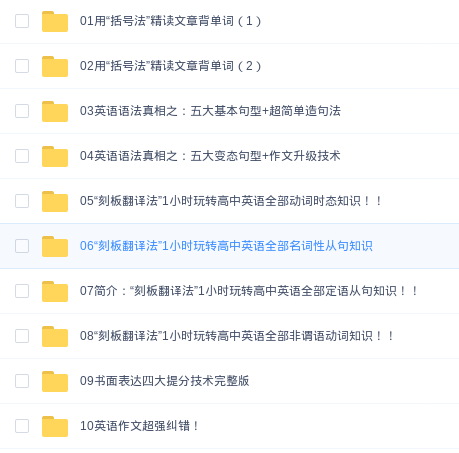 01用“括号法”精读文章背单词（1）
02用“括号法”精读文章背单词（2）
03英语语法真相之：五大基本句型+超简单造句法
04英语语法真相之：五大变态句型+作文升级技术
05“刻板翻译法”1小时玩转高中英语全部动词时态知识！！
06“刻板翻译法”1小时玩转高中英语全部名词性从句知识
07简介：“刻板翻译法”1小时玩转高中英语全部定语从句知识！！
08“刻板翻译法”1小时玩转高中英语全部非谓语动词知识！！
09书面表达四大提分技术完整版
10英语作文超强纠错！